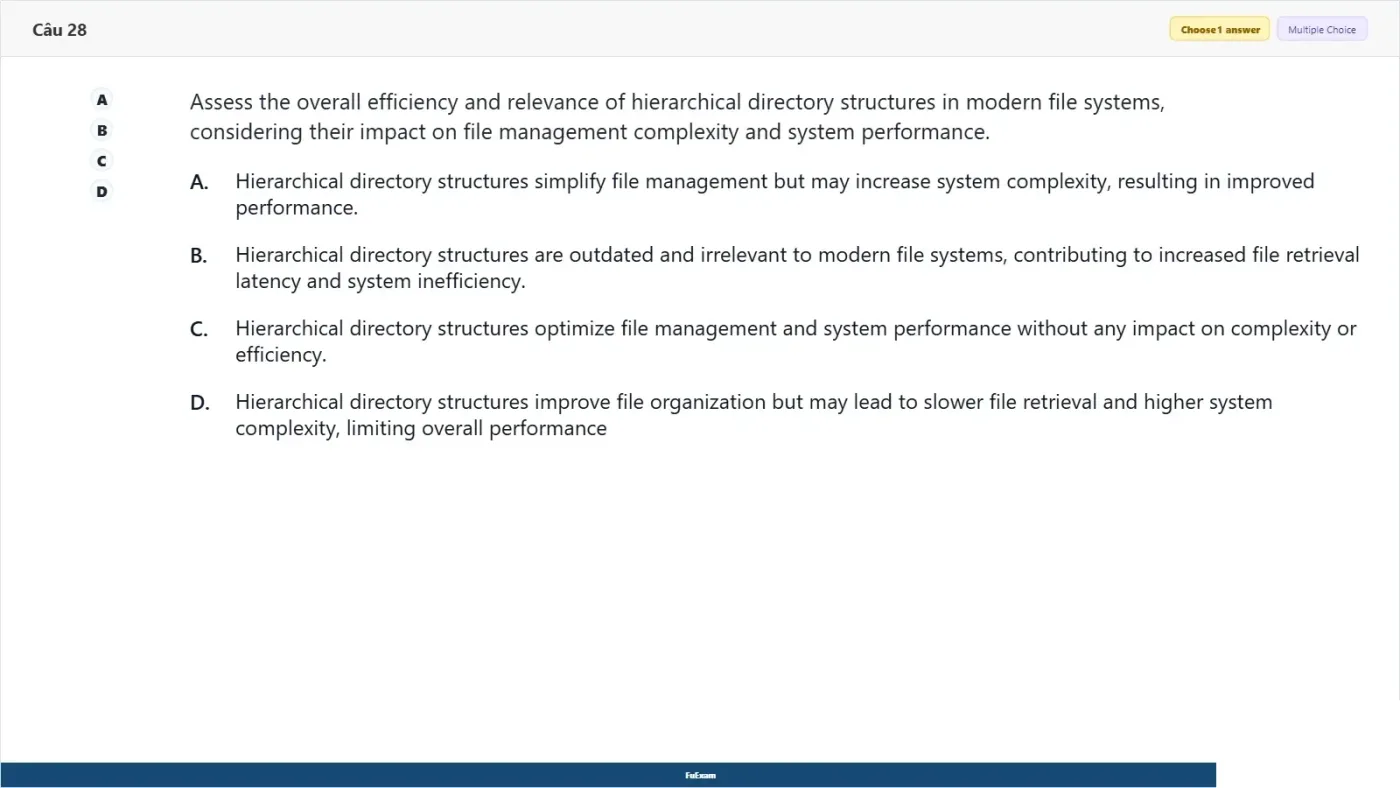 Câu 28
Choose 1 answer
Multiple Choice
A
B
C
D
Assess the overall efficiency and relevance of hierarchical directory structures in modern file systems,
considering their impact on file management complexity and system performance.
A. Hierarchical directory structures simplify file management but may increase system complexity, resulting in improved
performance.
B. Hierarchical directory structures are outdated and irrelevant to modern file systems, contributing to increased file retrieval
latency and system inefficiency.
C. Hierarchical directory structures optimize file management and system performance without any impact on complexity or
efficiency.
D. Hierarchical directory structures improve file organization but may lead to slower file retrieval and higher system
complexity, limiting overall performance
FuExam